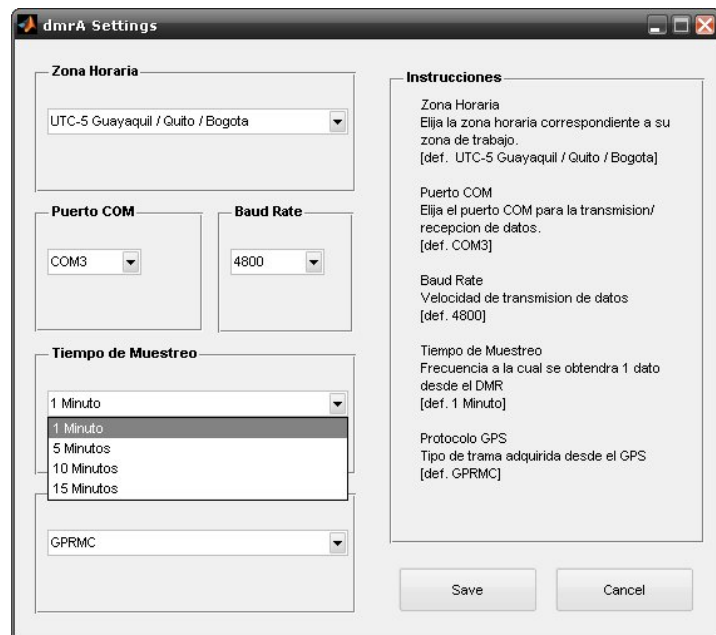 dmrA Settings
Zona Horaria
UTC-5 Guayaquil / Quito / Bogota
Puerto COM
COM3
Baud Rate
4800
Tiempo de Muestreo
1 Minuto
1 Minuto
5 Minutos
10 Minutos
15 Minutos
GPRMC
Instrucciones
Zona Horaria
Elija la zona horaria correspondiente a su
zona de trabajo.
[def. UTC-5 Guayaquil / Quito / Bogota]
Puerto COM
Elija el puerto COM para la transmision/
recepcion de datos.
[def. COM3]
Baud Rate
Velocidad de transmision de datos
[def. 4800]
Tiempo de Muestreo
Frecuencia a la cual se obtendra 1 dato
desde el DMR
[def. 1 Minuto]
Protocolo GPS
Tipo de trama adquirida desde el GPS
[def. GPRMC]
Save
Cancel